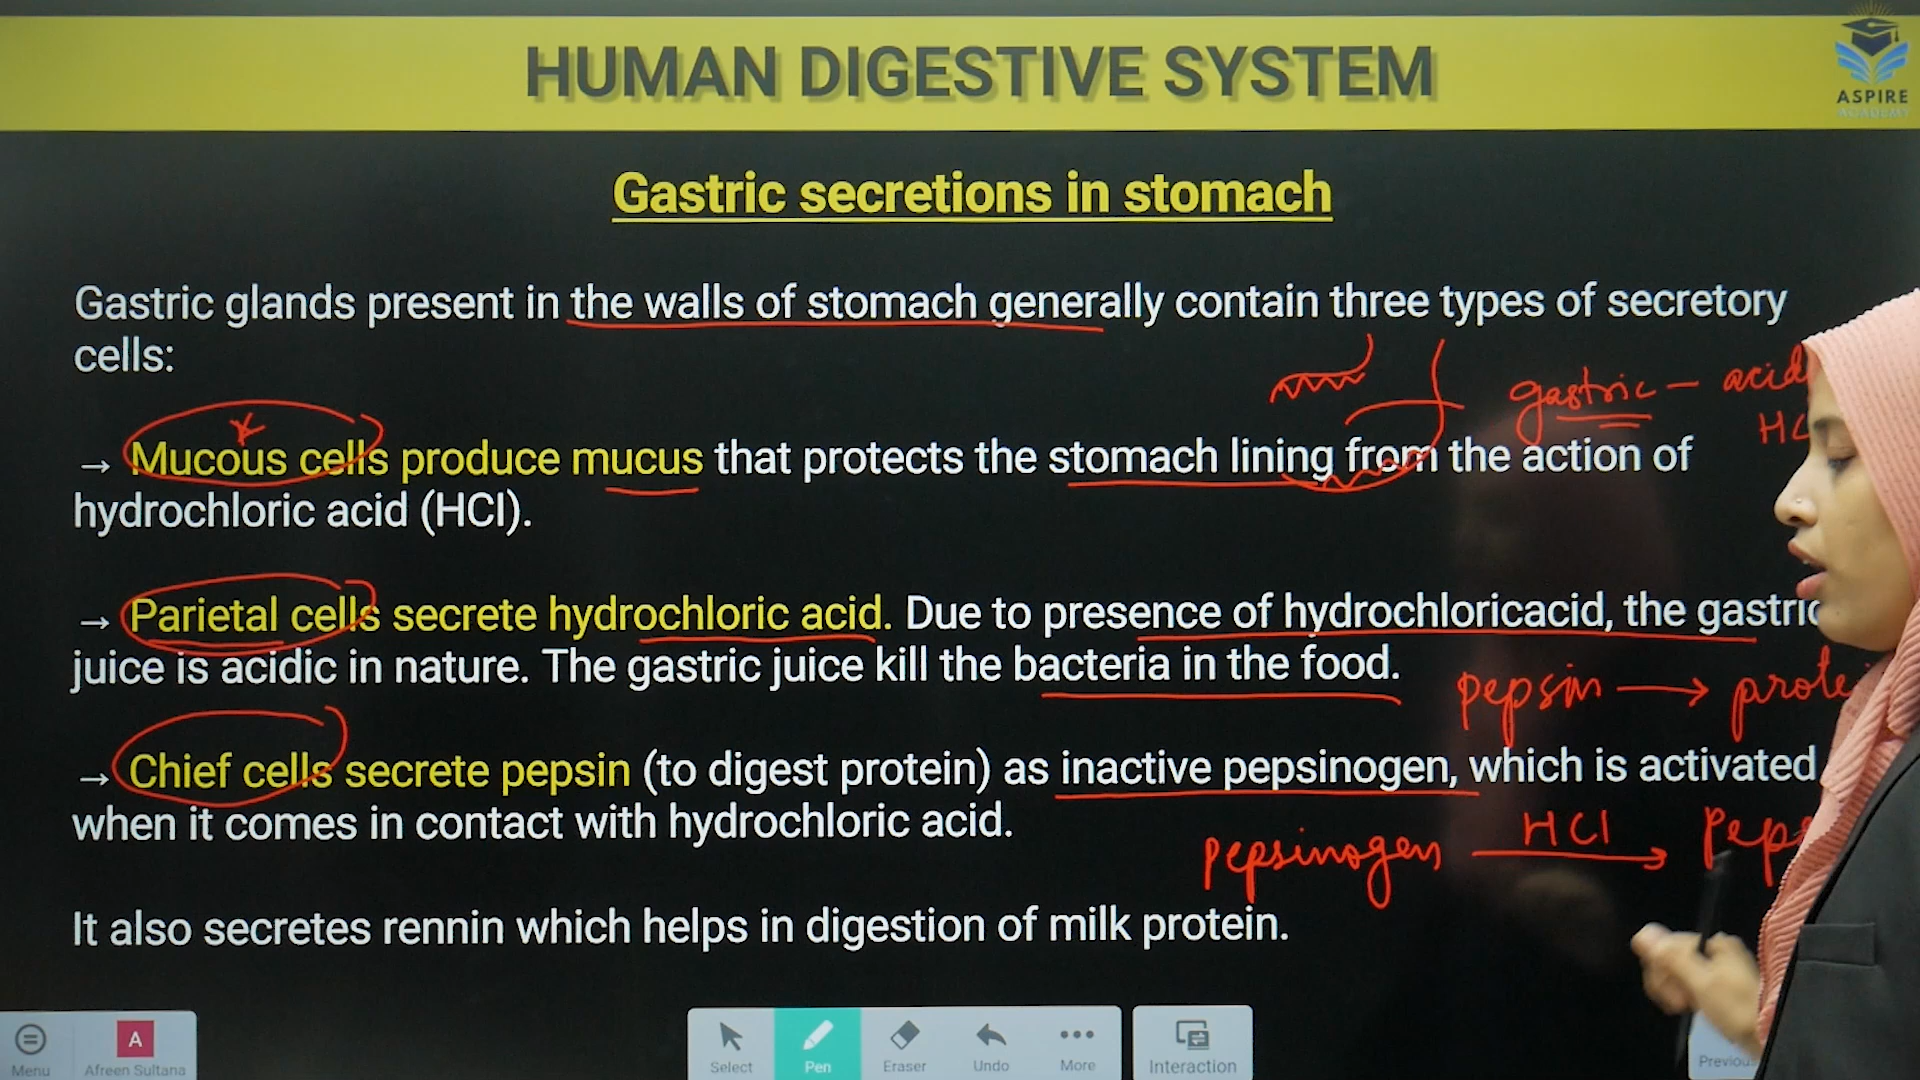 HUMAN DIGESTIVE SYSTEM
ASPIRE
ACADEMY
Gastric secretions in stomach
Gastric glands present in the walls of stomach generally contain three types of secretory
cells:
gastric – acid
HCl
→ Mucous cells produce mucus that protects the stomach lining from the action of
hydrochloric acid (HCl).
→ Parietal cells secrete hydrochloric acid. Due to presence of hydrochloricacid, the gastric
juice is acidic in nature. The gastric juice kill the bacteria in the food.
pepsin → protei
→ Chief cells secrete pepsin (to digest protein) as inactive pepsinogen, which is activated
when it comes in contact with hydrochloric acid.
HCl
pepsinogen → peps
It also secretes rennin which helps in digestion of milk protein.
Menu
A
Afreen Sultana
Select
Pen
Eraser
Undo
More
Interaction
Previous